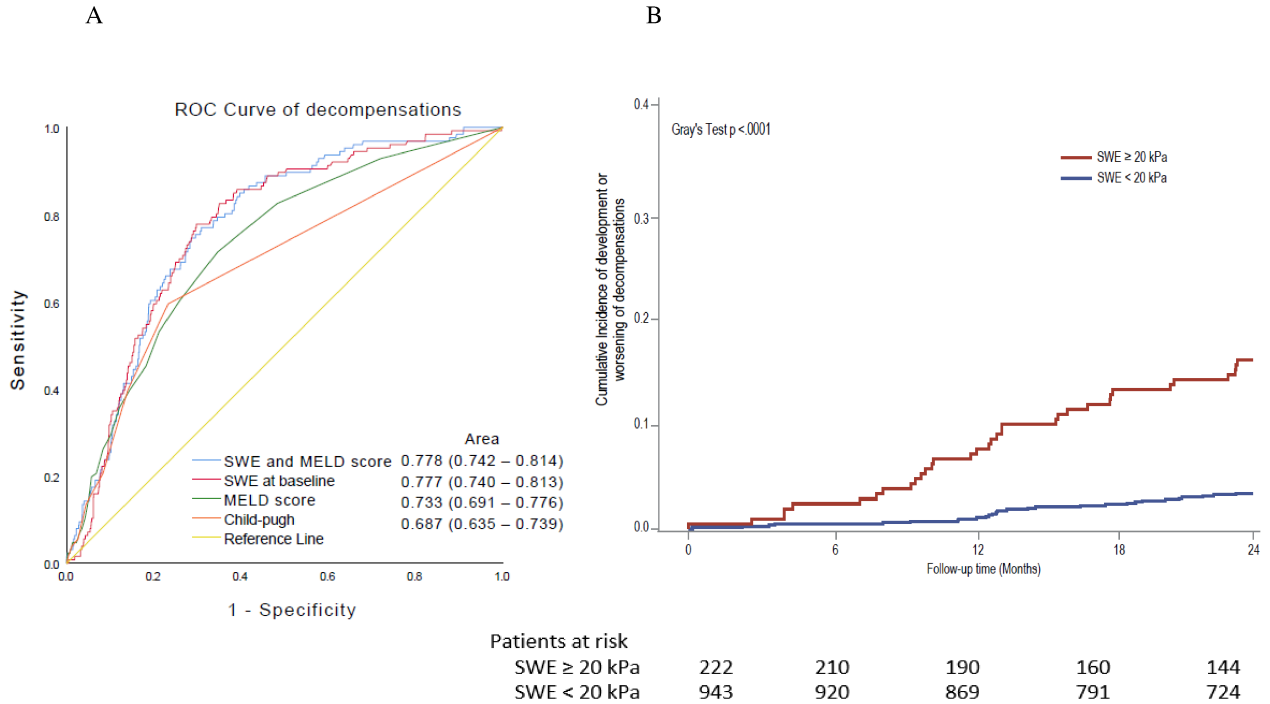 A
B
ROC Curve of decompensations
1.0
0.8
0.6
0.4
0.2
0.0
Sensitivity
Area
SWE and MELD score 0.778 (0.742 – 0.814)
SWE at baseline 0.777 (0.740 – 0.813)
MELD score 0.733 (0.691 – 0.776)
Child-pugh 0.687 (0.635 – 0.739)
Reference Line
0.0 0.2 0.4 0.6 0.8 1.0
1 - Specificity
0.4
0.3
0.2
0.1
0.0
Cumulative Incidence of development or
worsening of decompensations
Gray's Test p <.0001
SWE ≥ 20 kPa
SWE < 20 kPa
0 6 12 18 24
Follow-up time (Months)
Patients at risk
SWE ≥ 20 kPa 222 210 190 160 144
SWE < 20 kPa 943 920 869 791 724